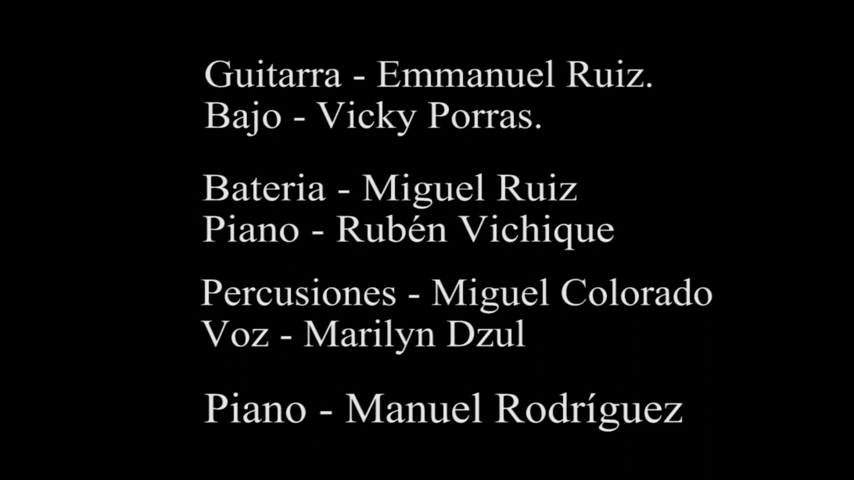 Guitarra - Emmanuel Ruiz.
Bajo - Vicky Porras.
Bateria - Miguel Ruiz
Piano - Rubén Vichique
Percusiones - Miguel Colorado
Voz - Marilyn Dzul
Piano - Manuel Rodríguez